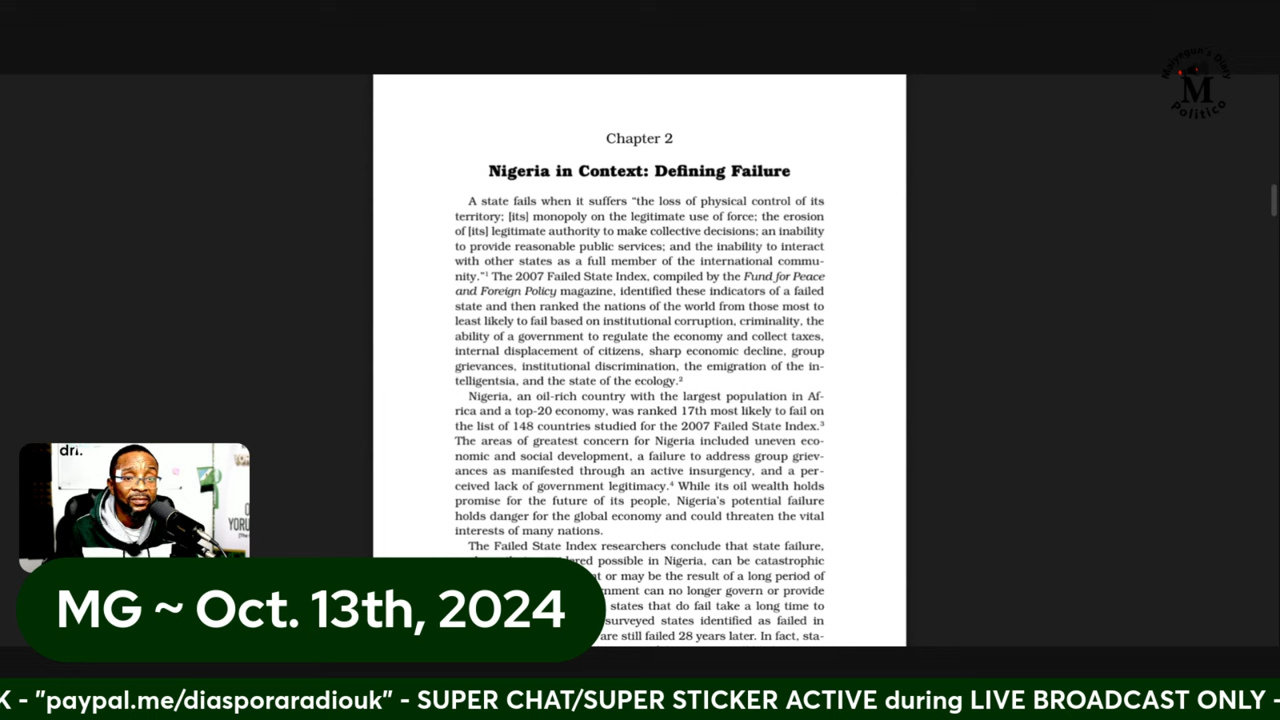 Malysgun's Diary
M
Politico
Chapter 2
Nigeria in Context: Defining Failure
A state fails when it suffers “the loss of physical control of its
territory; [its] monopoly on the legitimate use of force; the erosion
of [its] legitimate authority to make collective decisions; an inability
to provide reasonable public services; and the inability to interact
with other states as a full member of the international commu-
nity.”¹ The 2007 Failed State Index, compiled by the Fund for Peace
and Foreign Policy magazine, identified these indicators of a failed
state and then ranked the nations of the world from those most to
least likely to fail based on institutional corruption, criminality, the
ability of a government to regulate the economy and collect taxes,
internal displacement of citizens, sharp economic decline, group
grievances, institutional discrimination, the emigration of the in-
telligentsia, and the state of the ecology.²
Nigeria, an oil-rich country with the largest population in Af-
rica and a top-20 economy, was ranked 17th most likely to fail on
the list of 148 countries studied for the 2007 Failed State Index.³
The areas of greatest concern for Nigeria included uneven eco-
nomic and social development, a failure to address group griev-
ances as manifested through an active insurgency, and a per-
ceived lack of government legitimacy.⁴ While its oil wealth holds
promise for the future of its people, Nigeria's potential failure
holds danger for the global economy and could threaten the vital
interests of many nations.
The Failed State Index researchers conclude that state failure,
possible in Nigeria, can be catastrophic
or may be the result of a long period of
can no longer govern or provide
states that do fail take a long time to
surveyed states identified as failed in
are still failed 28 years later. In fact, sta-
dri.
YORU
MG ~ Oct. 13th, 2024
K - "paypal.me/diasporaradiouk" - SUPER CHAT/SUPER STICKER ACTIVE during LIVE BROADCAST ONLY -